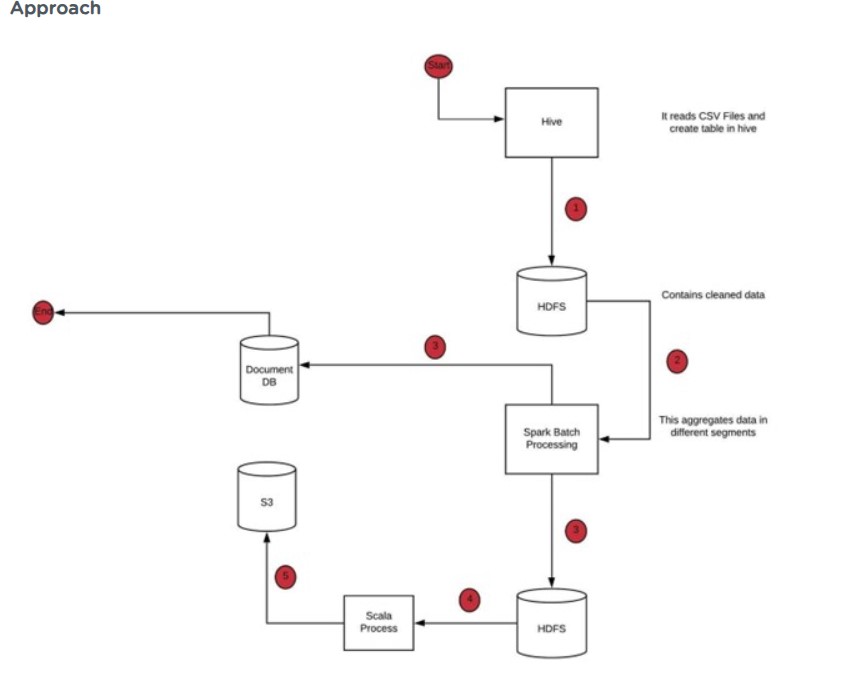 Approach
Start
Hive
It reads CSV Files and
create table in hive
1
HDFS
Contains cleaned data
End
3
2
Document
DB
Spark Batch
Processing
This aggregates data in
different segments
S3
3
5
4
Scala
Process
HDFS